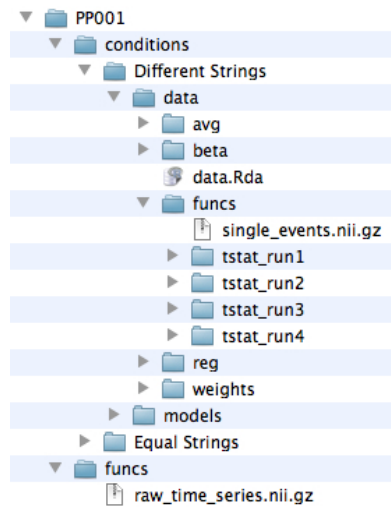 PP001
conditions
Different Strings
data
avg
beta
data.Rda
funcs
single_events.nii.gz
tstat_run1
tstat_run2
tstat_run3
tstat_run4
reg
weights
models
Equal Strings
funcs
raw_time_series.nii.gz